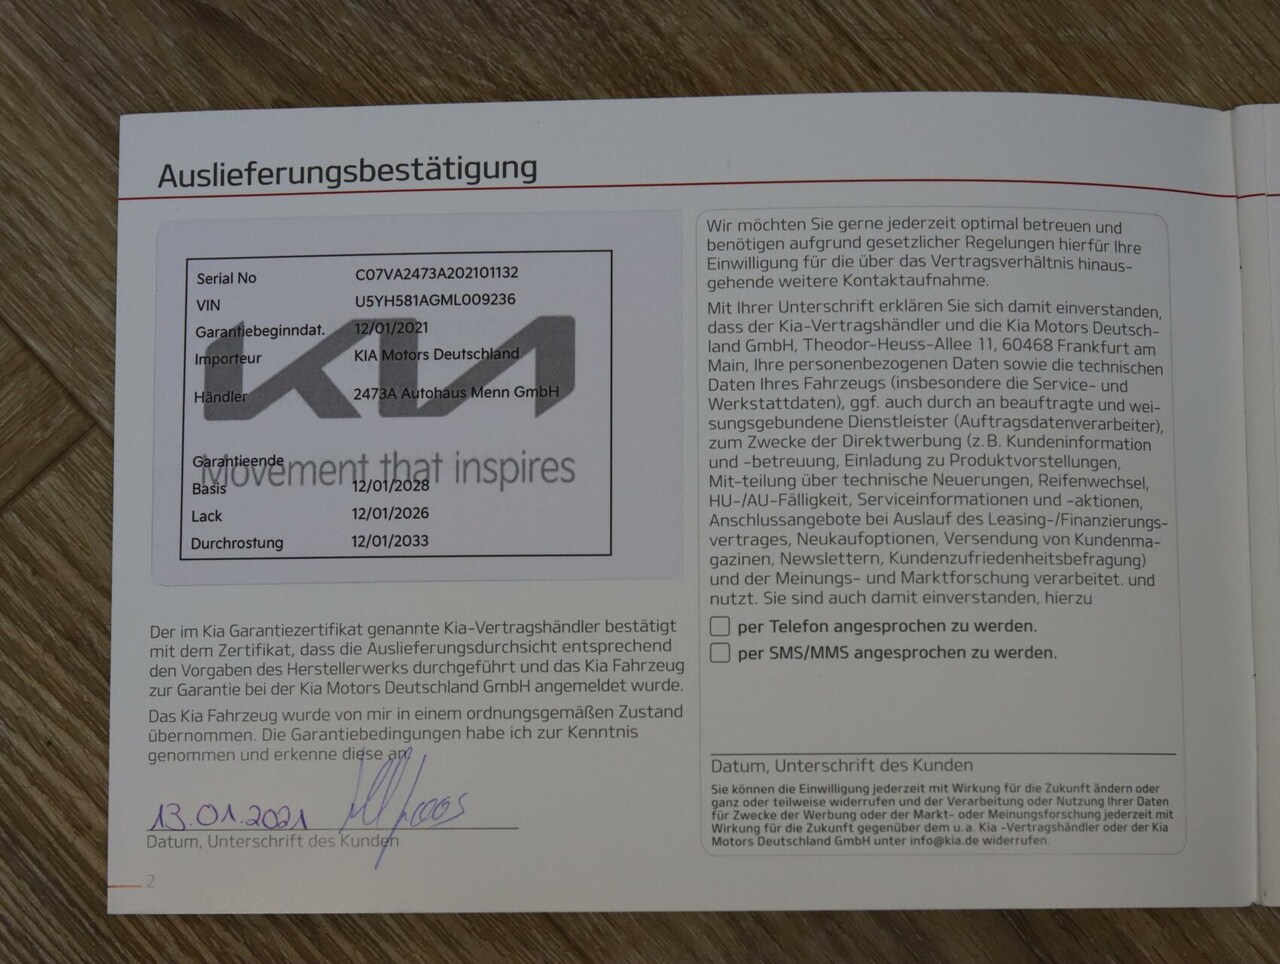 Auslieferungsbestätigung
Serial No C07VA2473A202101132
VIN U5YH581AGML009236
Garantiebeginndat. 12/01/2021
Importeur KIA Motors Deutschland
Händler 2473A Autohaus Menn GmbH
KIA
Garantieende
Movement that inspires
Basis 12/01/2028
Lack 12/01/2026
Durchrostung 12/01/2033
Der im Kia Garantiezertifikat genannte Kia-Vertragshändler bestätigt
mit dem Zertifikat, dass die Auslieferungsdurchsicht entsprechend
den Vorgaben des Herstellerwerks durchgeführt und das Kia Fahrzeug
zur Garantie bei der Kia Motors Deutschland GmbH angemeldet wurde.
Das Kia Fahrzeug wurde von mir in einem ordnungsgemäßen Zustand
übernommen. Die Garantiebedingungen habe ich zur Kenntnis
genommen und erkenne diese an.
13.01.2021
Datum, Unterschrift des Kunden
2
Wir möchten Sie gerne jederzeit optimal betreuen und
benötigen aufgrund gesetzlicher Regelungen hierfür Ihre
Einwilligung für die über das Vertragsverhältnis hinaus-
gehende weitere Kontaktaufnahme.
Mit Ihrer Unterschrift erklären Sie sich damit einverstanden,
dass der Kia-Vertragshändler und die Kia Motors Deutsch-
land GmbH, Theodor-Heuss-Allee 11, 60468 Frankfurt am
Main, Ihre personenbezogenen Daten sowie die technischen
Daten Ihres Fahrzeugs (insbesondere die Service- und
Werkstattdaten), ggf. auch durch an beauftragte und wei-
sungsgebundene Dienstleister (Auftragsdatenverarbeiter),
zum Zwecke der Direktwerbung (z.B. Kundeninformation
und -betreuung, Einladung zu Produktvorstellungen,
Mit-teilung über technische Neuerungen, Reifenwechsel,
HU-/AU-Fälligkeit, Serviceinformationen und -aktionen,
Anschlussangebote bei Auslauf des Leasing-/Finanzierungs-
vertrages, Neukaufoptionen, Versendung von Kundenma-
gazinen, Newslettern, Kundenzufriedenheitsbefragung)
und der Meinungs- und Marktforschung verarbeitet. und
nutzt. Sie sind auch damit einverstanden, hierzu
per Telefon angesprochen zu werden.
per SMS/MMS angesprochen zu werden.
Datum, Unterschrift des Kunden
Sie können die Einwilligung jederzeit mit Wirkung für die Zukunft ändern oder
ganz oder teilweise widerrufen und der Verarbeitung oder Nutzung Ihrer Daten
für Zwecke der Werbung oder der Markt- oder Meinungsforschung jederzeit mit
Wirkung für die Zukunft gegenüber dem u.a. Kia -Vertragshändler oder der Kia
Motors Deutschland GmbH unter info@kia.de widerrufen.